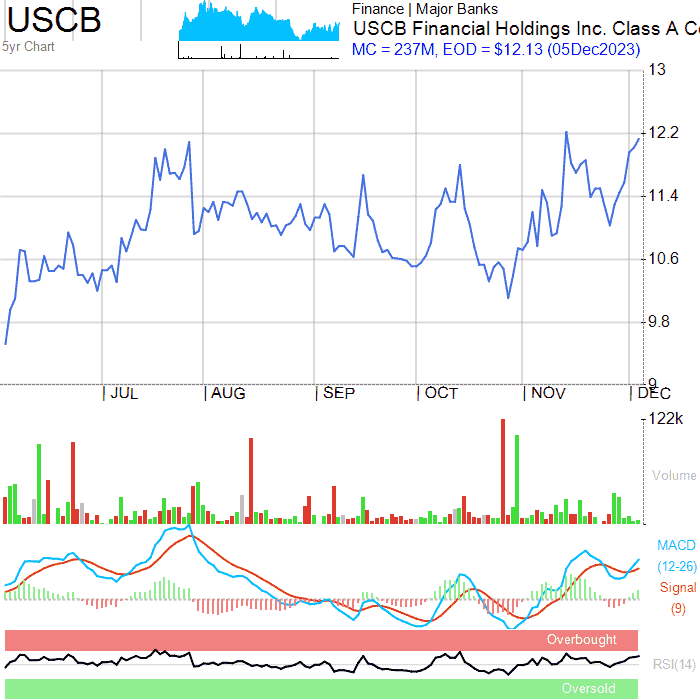 USCB
5yr Chart
Finance | Major Banks
USCB Financial Holdings Inc. Class A Co
MC = 237M, EOD = $12.13 (05Dec2023)
13
12.2
11.4
10.6
9.8
9
| JUL | AUG | SEP | OCT | NOV | DEC
122k
Volume
MACD
(12-26)
Signal
(9)
Overbought
RSI(14)
Oversold